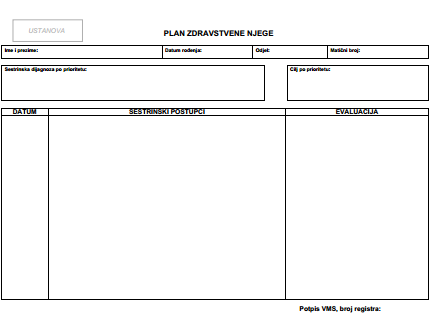 USTANOVA
PLAN ZDRAVSTVENE NJEGE
Ime i prezime: Datum rođenja: Odjel: Matični broj:
Sestrinska dijagnoza po prioritetu: Cilj po prioritetu:
DATUM SESTRINSKI POSTUPCI EVALUACIJA
Potpis VMS, broj registra: